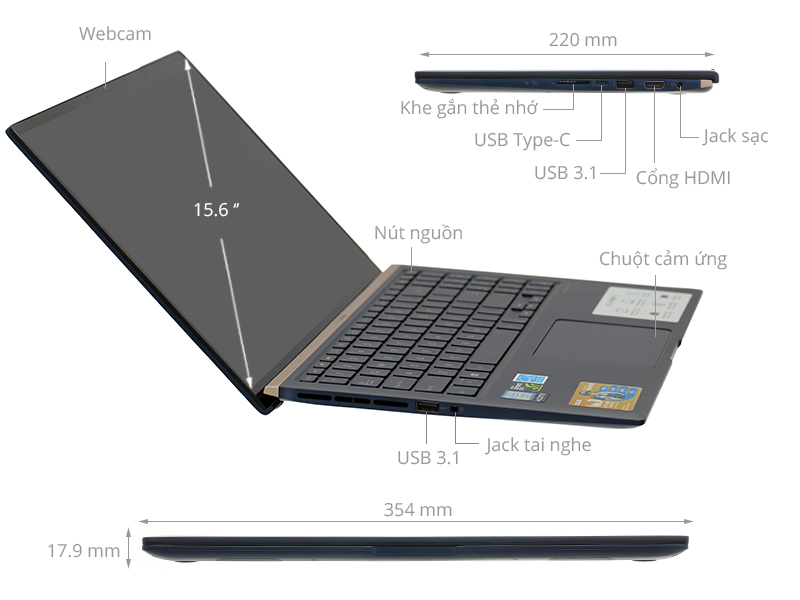 Webcam
220 mm
Khe gắn thẻ nhớ
USB Type-C
Jack sạc
USB 3.1
Cổng HDMI
15.6 “
Nút nguồn
Chuột cảm ứng
Jack tai nghe
USB 3.1
354 mm
17.9 mm